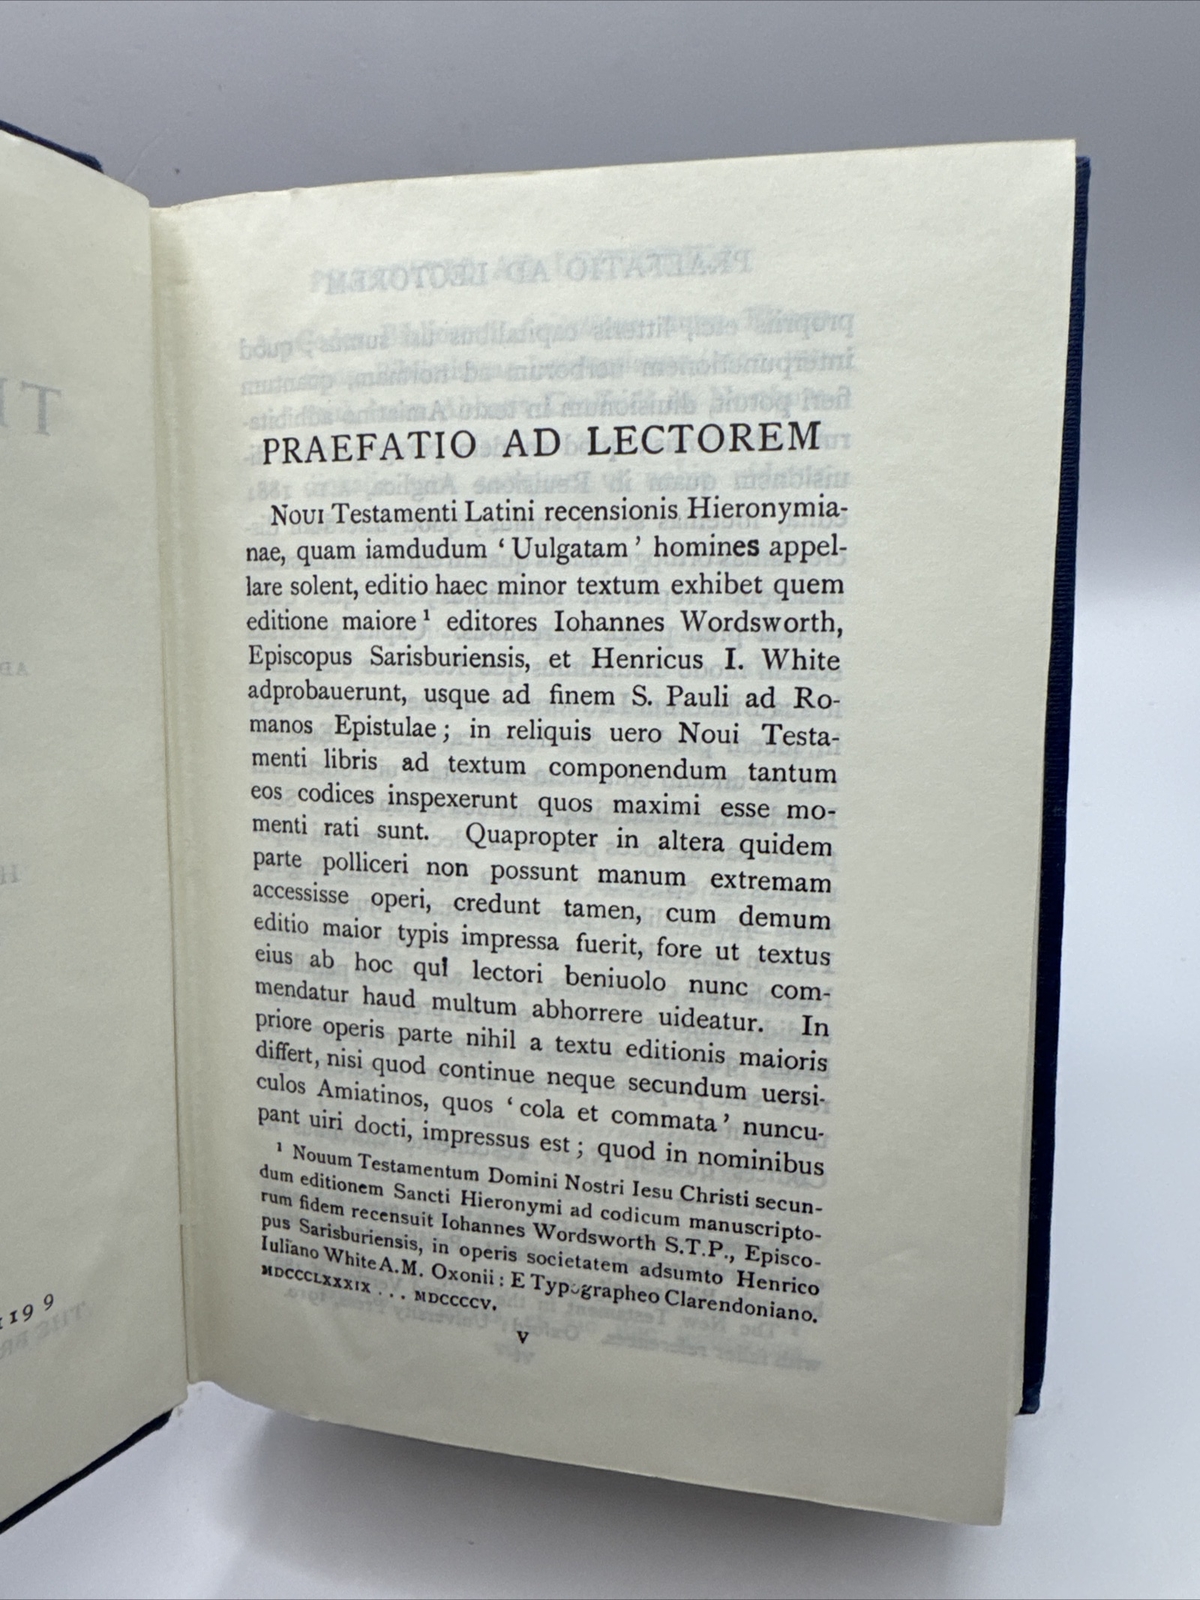 PRAEFATIO AD LECTOREM
NOUI Testamenti Latini recensionis Hieronymia-
nae, quam iamdudum ‘ Uulgatam ’ homines appel-
lare solent, editio haec minor textum exhibet quem
editione maiore ¹ editores Iohannes Wordsworth,
Episcopus Sarisburiensis, et Henricus I. White
adprobauerunt, usque ad finem S. Pauli ad Ro-
manos Epistulae ; in reliquis uero Noui Testa-
menti libris ad textum componendum tantum
eos codices inspexerunt quos maximi esse mo-
menti rati sunt. Quapropter in altera quidem
parte polliceri non possunt manum extremam
accessisse operi, credunt tamen, cum demum
editio maior typis impressa fuerit, fore ut textus
eius ab hoc qui lectori beniuolo nunc com-
mendatur haud multum abhorrere uideatur. In
priore operis parte nihil a textu editionis maioris
differt, nisi quod continue neque secundum uersi-
culos Amiatinos, quos ‘ cola et commata ’ nuncu-
pant uiri docti, impressus est ; quod in nominibus
¹ Nouum Testamentum Domini Nostri Iesu Christi secun-
dum editionem Sancti Hieronymi ad codicum manuscripto-
rum fidem recensuit Iohannes Wordsworth S.T.P., Episco-
pus Sarisburiensis, in operis societatem adsumto Henrico
Iuliano White A.M. Oxonii : E Typographeo Clarendoniano.
MDCCCLXXXIX . . . MDCCCCV.
v